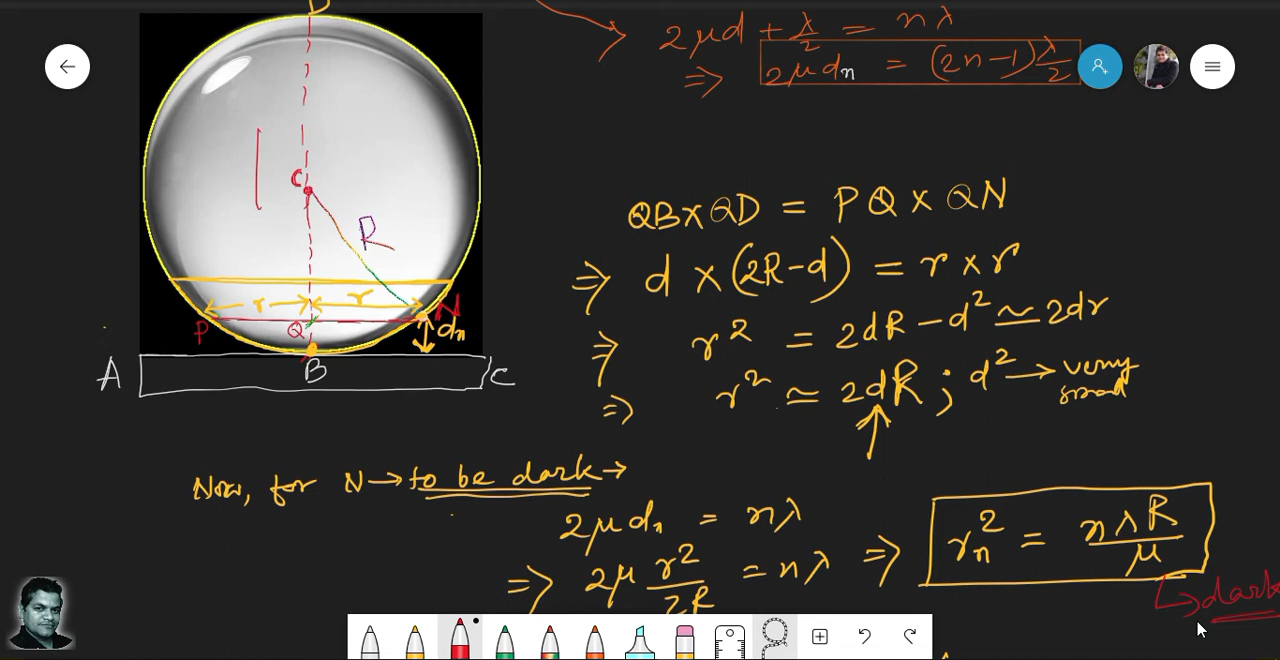 2μd + λ/2 = nλ
⇒ 2μdn = (2n-1)λ/2
D
C
R
r r
P Q N
dn
A B C
QB×QD = PQ × QN
⇒ d × (2R-d) = r × r
⇒ r² = 2dR - d² ≃ 2dr
⇒ r² ≃ 2dR ; d² → very small
Now, for N → to be dark →
2μdn = nλ
⇒ 2μ r²/2R = nλ ⇒ rn² = nλR/μ
↳ dark